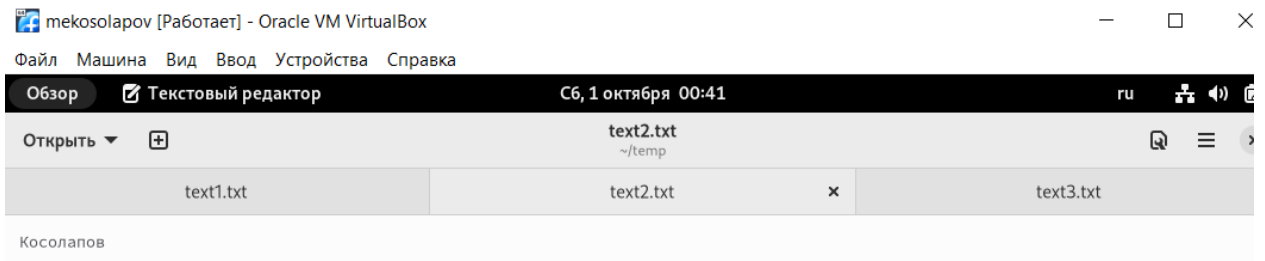 mekosolapov [Работает] - Oracle VM VirtualBox
Файл Машина Вид Ввод Устройства Справка
Обзор Текстовый редактор Сб, 1 октября 00:41 ru
Открыть text2.txt
~/temp
text1.txt text2.txt text3.txt
Косолапов